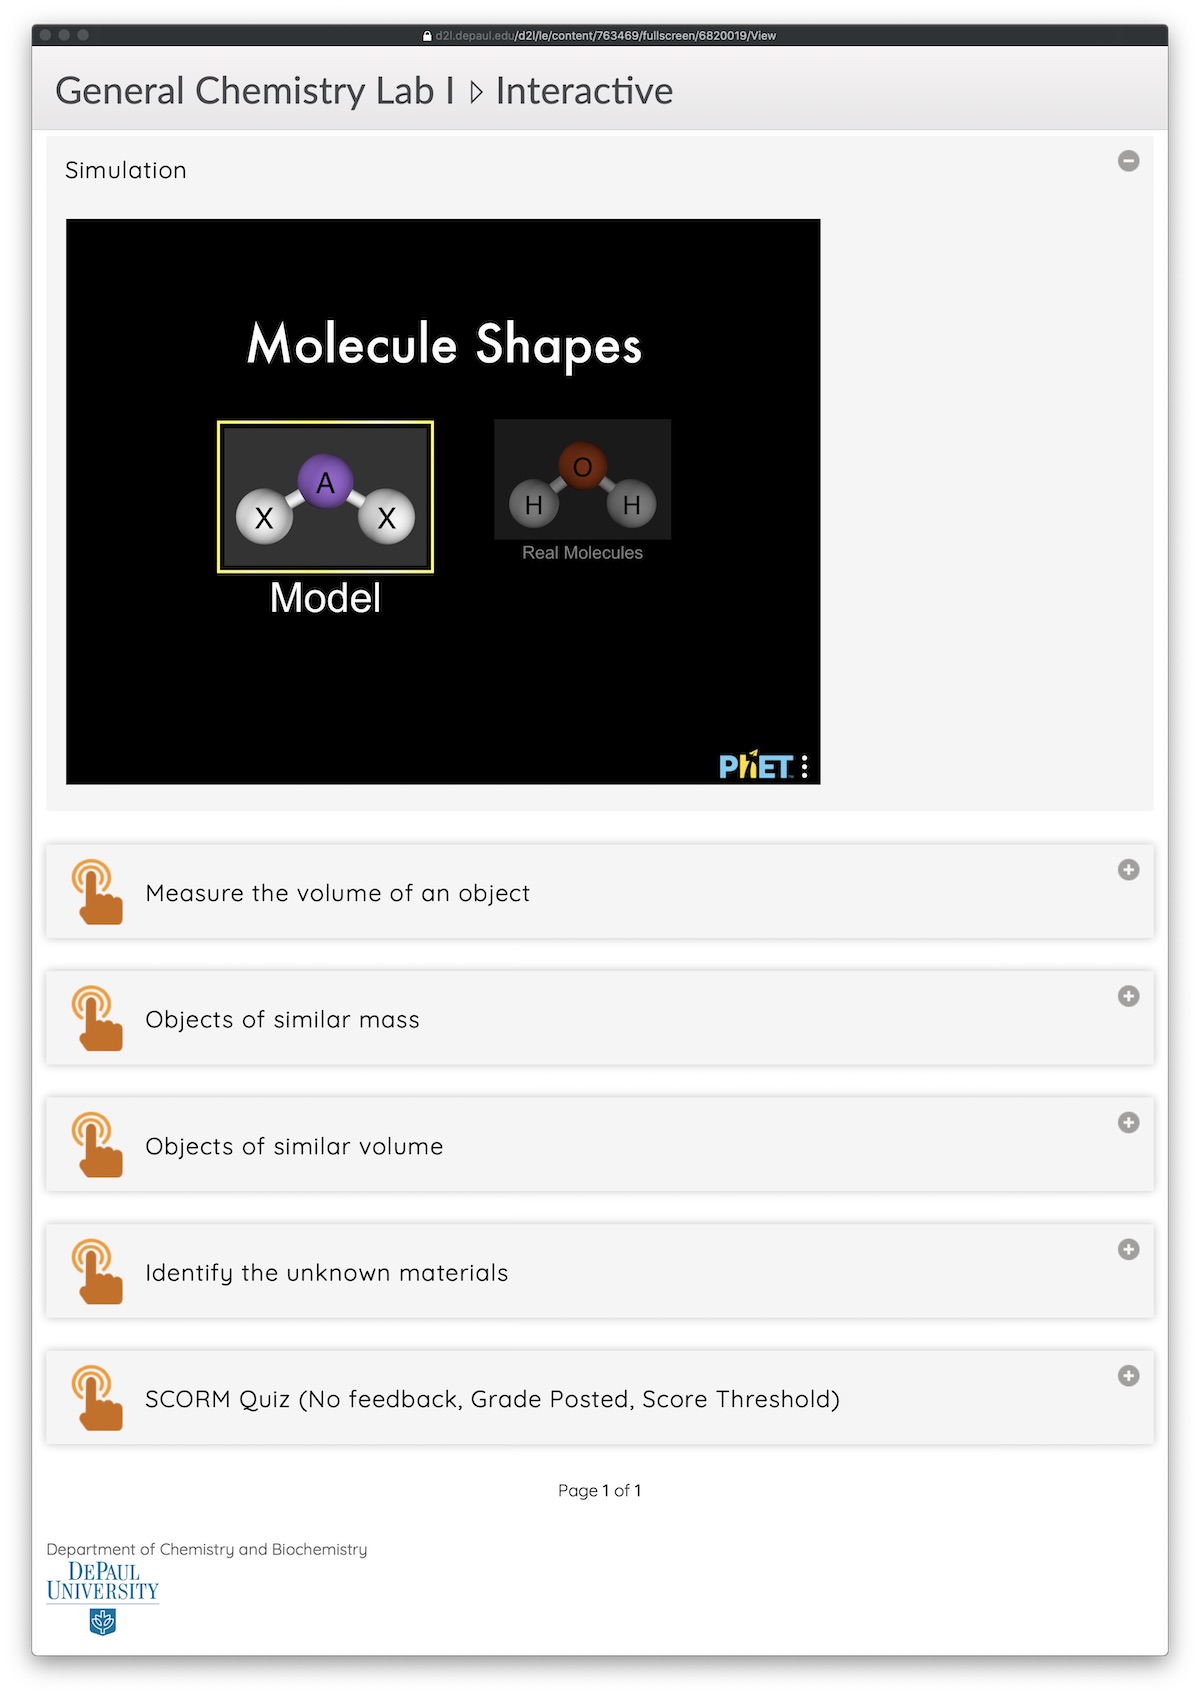 d2l.depaul.edu/d2l/le/content/763469/fullscreen/6820019/View
General Chemistry Lab I ▷ Interactive
Simulation
Molecule Shapes
A
X X
Model
O
H H
Real Molecules
PhET
Measure the volume of an object
Objects of similar mass
Objects of similar volume
Identify the unknown materials
SCORM Quiz (No feedback, Grade Posted, Score Threshold)
Page 1 of 1
Department of Chemistry and Biochemistry
DEPAUL
UNIVERSITY